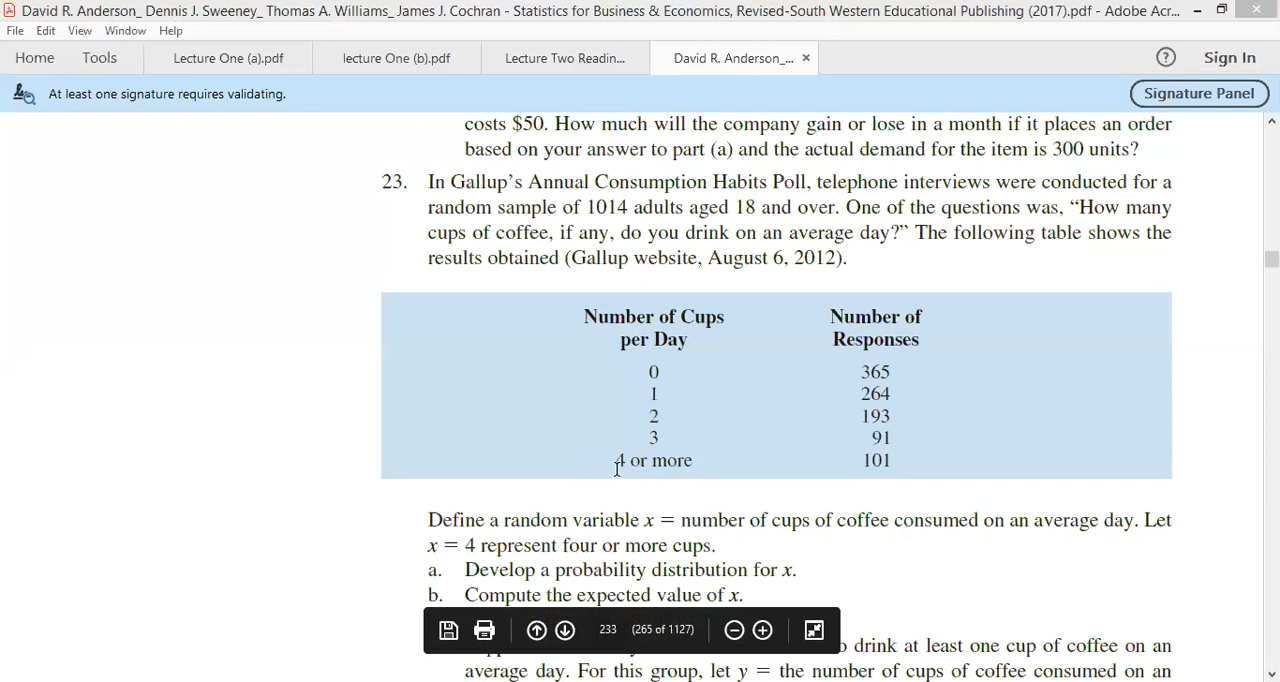 David R. Anderson_ Dennis J. Sweeney_ Thomas A. Williams_ James J. Cochran - Statistics for Business & Economics, Revised-South Western Educational Publishing (2017).pdf - Adobe Acr...
File Edit View Window Help
Home Tools Lecture One (a).pdf lecture One (b).pdf Lecture Two Readin... David R. Anderson_... × ? Sign In
At least one signature requires validating. Signature Panel
costs $50. How much will the company gain or lose in a month if it places an order
based on your answer to part (a) and the actual demand for the item is 300 units?
23. In Gallup's Annual Consumption Habits Poll, telephone interviews were conducted for a
random sample of 1014 adults aged 18 and over. One of the questions was, “How many
cups of coffee, if any, do you drink on an average day?” The following table shows the
results obtained (Gallup website, August 6, 2012).
Number of Cups Number of
per Day Responses
0 365
1 264
2 193
3 91
4 or more 101
Define a random variable x = number of cups of coffee consumed on an average day. Let
x = 4 represent four or more cups.
a. Develop a probability distribution for x.
b. Compute the expected value of x.
233 (265 of 1127)
o drink at least one cup of coffee on an
average day. For this group, let y = the number of cups of coffee consumed on an